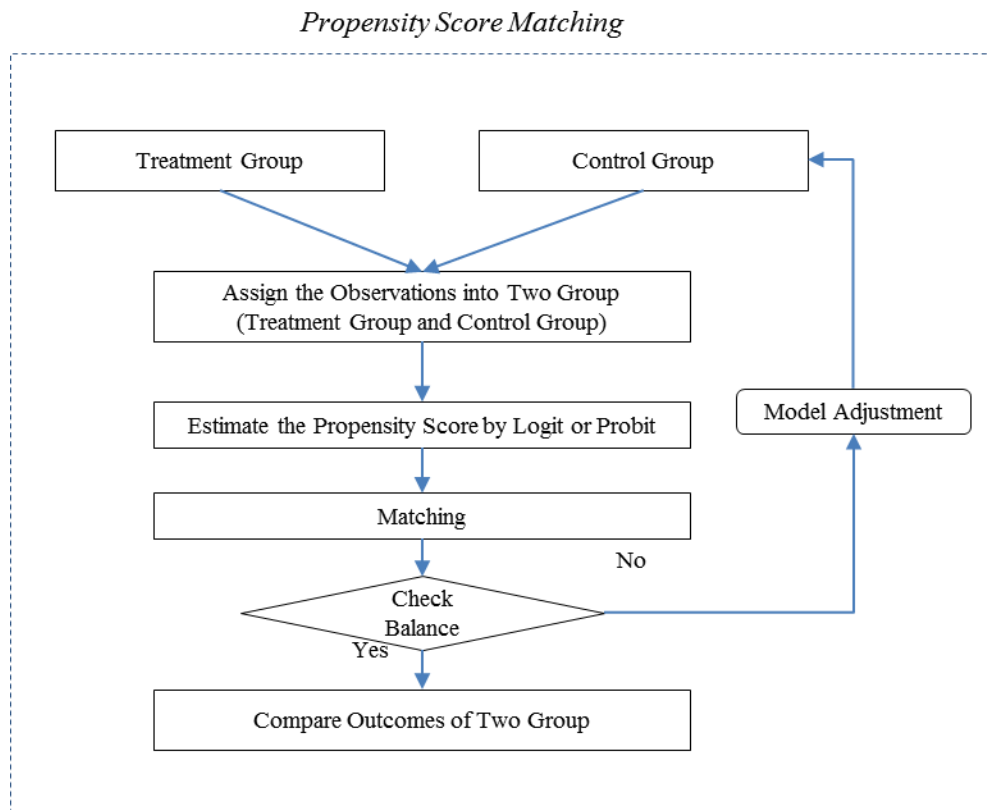 Propensity Score Matching
Treatment Group
Control Group
Assign the Observations into Two Group
(Treatment Group and Control Group)
Estimate the Propensity Score by Logit or Probit
Model Adjustment
Matching
No
Check
Balance
Yes
Compare Outcomes of Two Group